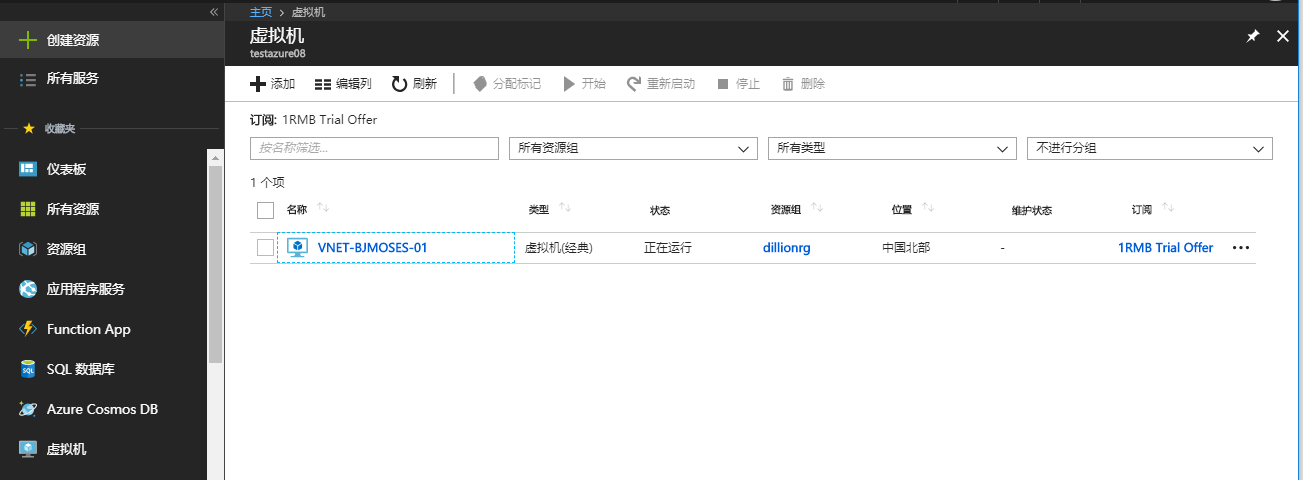 «
主页 > 虚拟机
创建资源
虚拟机
testazure08
所有服务
添加 编辑列 刷新 分配标记 开始 重新启动 停止 删除
收藏夹
订阅: 1RMB Trial Offer
按名称筛选... 所有资源组 所有类型 不进行分组
仪表板
1 个项
所有资源
名称 类型 状态 资源组 位置 维护状态 订阅
资源组
VNET-BJMOSES-01 虚拟机(经典) 正在运行 dillionrg 中国北部 - 1RMB Trial Offer
应用程序服务
Function App
SQL 数据库
Azure Cosmos DB
虚拟机